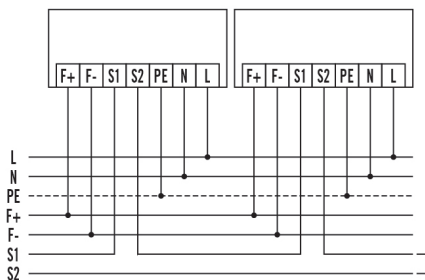 F+ F- S1 S2 PE N L F+ F- S1 S2 PE N L
L
N
PE
F+
F-
S1
S2